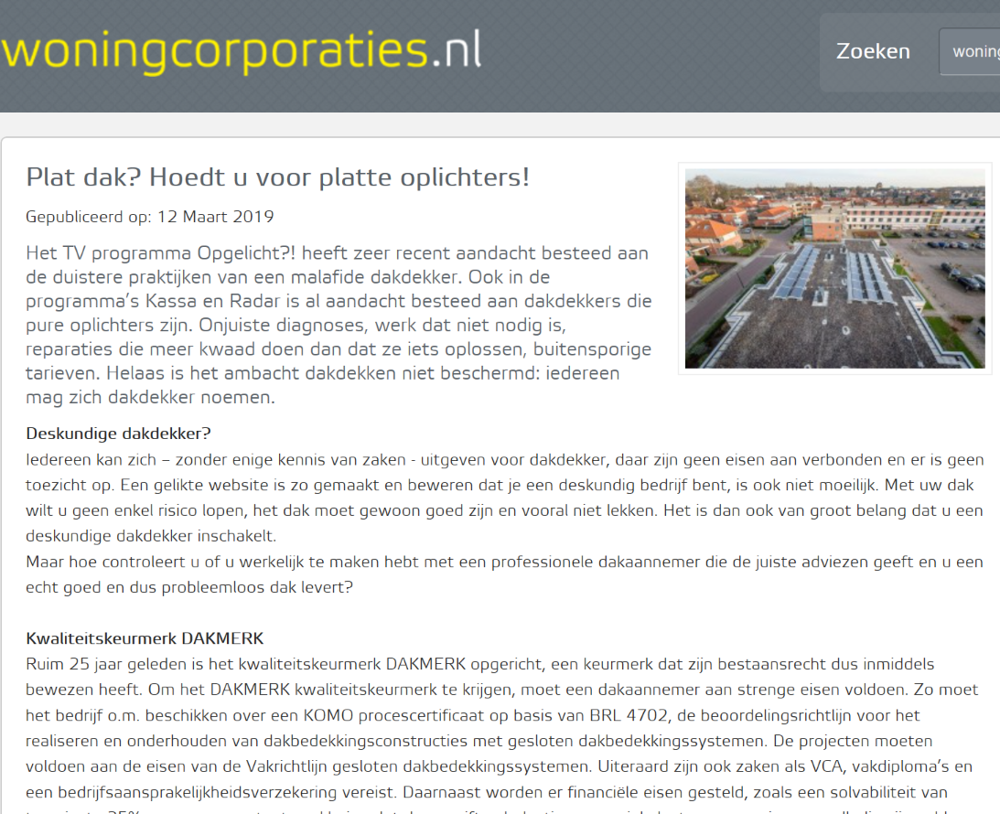 woningcorporaties.nl
Zoeken
Plat dak? Hoedt u voor platte oplichters!
Gepubliceerd op: 12 Maart 2019
Het TV programma Opgelicht?! heeft zeer recent aandacht besteed aan
de duistere praktijken van een malafide dakdekker. Ook in de
programma's Kassa en Radar is al aandacht besteed aan dakdekkers die
pure oplichters zijn. Onjuiste diagnoses, werk dat niet nodig is,
reparaties die meer kwaad doen dan dat ze iets oplossen, buitensporige
tarieven. Helaas is het ambacht dakdekken niet beschermd: iedereen
mag zich dakdekker noemen.
Deskundige dakdekker?
Iedereen kan zich – zonder enige kennis van zaken - uitgeven voor dakdekker, daar zijn geen eisen aan verbonden en er is geen
toezicht op. Een gelikte website is zo gemaakt en beweren dat je een deskundig bedrijf bent, is ook niet moeilijk. Met uw dak
wilt u geen enkel risico lopen, het dak moet gewoon goed zijn en vooral niet lekken. Het is dan ook van groot belang dat u een
deskundige dakdekker inschakelt.
Maar hoe controleert u of u werkelijk te maken hebt met een professionele dakaannemer die de juiste adviezen geeft en u een
echt goed en dus probleemloos dak levert?
Kwaliteitskeurmerk DAKMERK
Ruim 25 jaar geleden is het kwaliteitskeurmerk DAKMERK opgericht, een keurmerk dat zijn bestaansrecht dus inmiddels
bewezen heeft. Om het DAKMERK kwaliteitskeurmerk te krijgen, moet een dakaannemer aan strenge eisen voldoen. Zo moet
het bedrijf o.m. beschikken over een KOMO procescertificaat op basis van BRL 4702, de beoordelingsrichtlijn voor het
realiseren en onderhouden van dakbedekkingsconstructies met gesloten dakbedekkingssystemen. De projecten moeten
voldoen aan de eisen van de Vakrichtlijn gesloten dakbedekkingssystemen. Uiteraard zijn ook zaken als VCA, vakdiploma's en
een bedrijfsaansprakelijkheidsverzekering vereist. Daarnaast worden er financiële eisen gesteld, zoals een solvabiliteit van